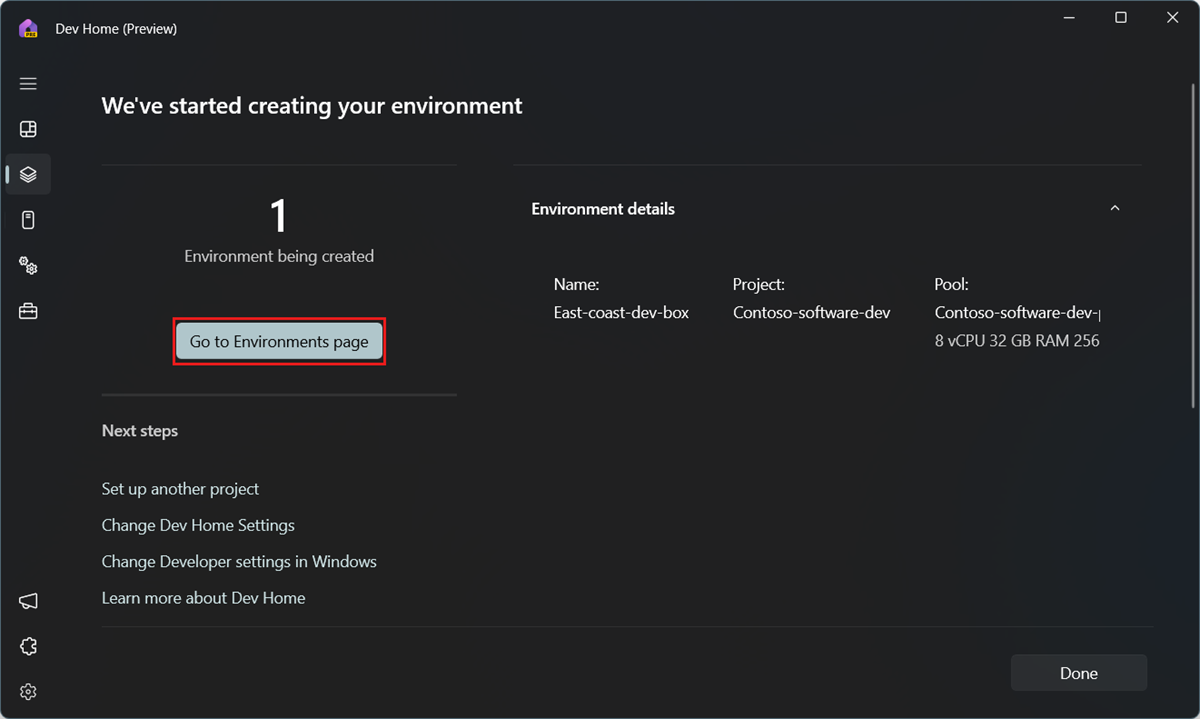 Dev Home (Preview)
We've started creating your environment
1
Environment being created
Go to Environments page
Environment details
Name:
East-coast-dev-box
Project:
Contoso-software-dev
Pool:
Contoso-software-dev-
8 vCPU 32 GB RAM 256
Next steps
Set up another project
Change Dev Home Settings
Change Developer settings in Windows
Learn more about Dev Home
Done